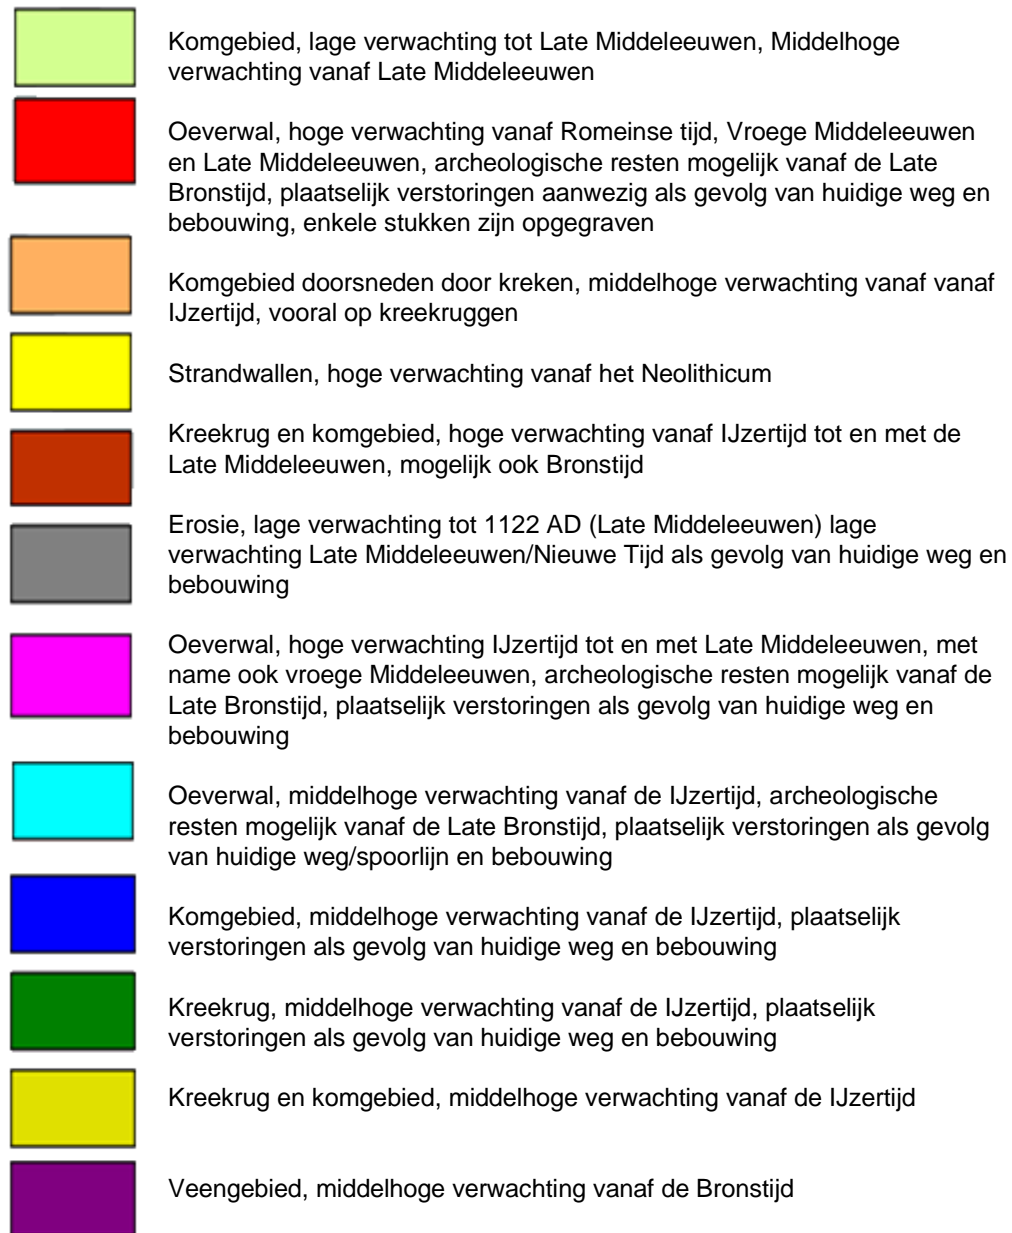 Komgebied, lage verwachting tot Late Middeleeuwen, Middelhoge
verwachting vanaf Late Middeleeuwen
Oeverwal, hoge verwachting vanaf Romeinse tijd, Vroege Middeleeuwen
en Late Middeleeuwen, archeologische resten mogelijk vanaf de Late
Bronstijd, plaatselijk verstoringen aanwezig als gevolg van huidige weg en
bebouwing, enkele stukken zijn opgegraven
Komgebied doorsneden door kreken, middelhoge verwachting vanaf vanaf
IJzertijd, vooral op kreekruggen
Strandwallen, hoge verwachting vanaf het Neolithicum
Kreekrug en komgebied, hoge verwachting vanaf IJzertijd tot en met de
Late Middeleeuwen, mogelijk ook Bronstijd
Erosie, lage verwachting tot 1122 AD (Late Middeleeuwen) lage
verwachting Late Middeleeuwen/Nieuwe Tijd als gevolg van huidige weg en
bebouwing
Oeverwal, hoge verwachting IJzertijd tot en met Late Middeleeuwen, met
name ook vroege Middeleeuwen, archeologische resten mogelijk vanaf de
Late Bronstijd, plaatselijk verstoringen als gevolg van huidige weg en
bebouwing
Oeverwal, middelhoge verwachting vanaf de IJzertijd, archeologische
resten mogelijk vanaf de Late Bronstijd, plaatselijk verstoringen als gevolg
van huidige weg/spoorlijn en bebouwing
Komgebied, middelhoge verwachting vanaf de IJzertijd, plaatselijk
verstoringen als gevolg van huidige weg en bebouwing
Kreekrug, middelhoge verwachting vanaf de IJzertijd, plaatselijk
verstoringen als gevolg van huidige weg en bebouwing
Kreekrug en komgebied, middelhoge verwachting vanaf de IJzertijd
Veengebied, middelhoge verwachting vanaf de Bronstijd